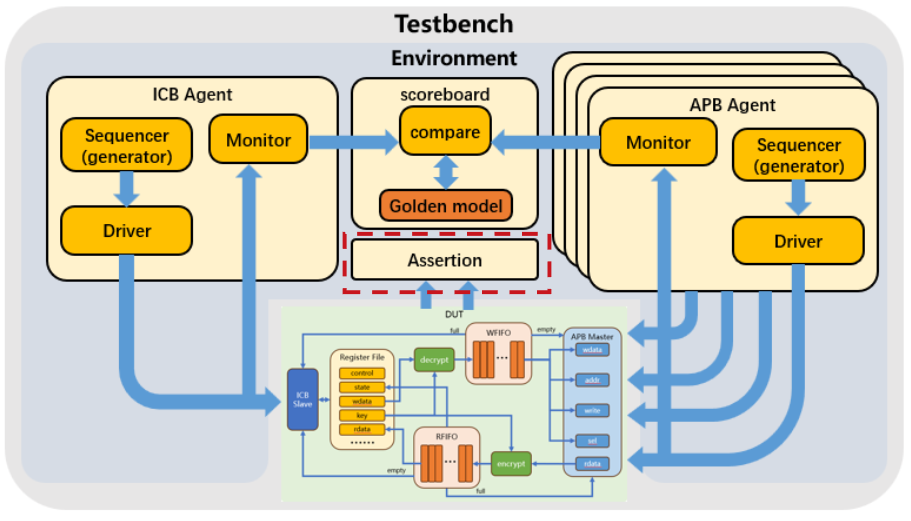 Testbench
Environment
ICB Agent
Sequencer
(generator)
Monitor
Driver
scoreboard
compare
Golden model
Assertion
APB Agent
Monitor
Sequencer
(generator)
Driver
DUT
full
WFIFO
empty
APB Master
Register File
control
state
wdata
key
rdata
......
ICB
Slave
decrypt
wdata
addr
write
sel
rdata
RFIFO
encrypt
empty
full